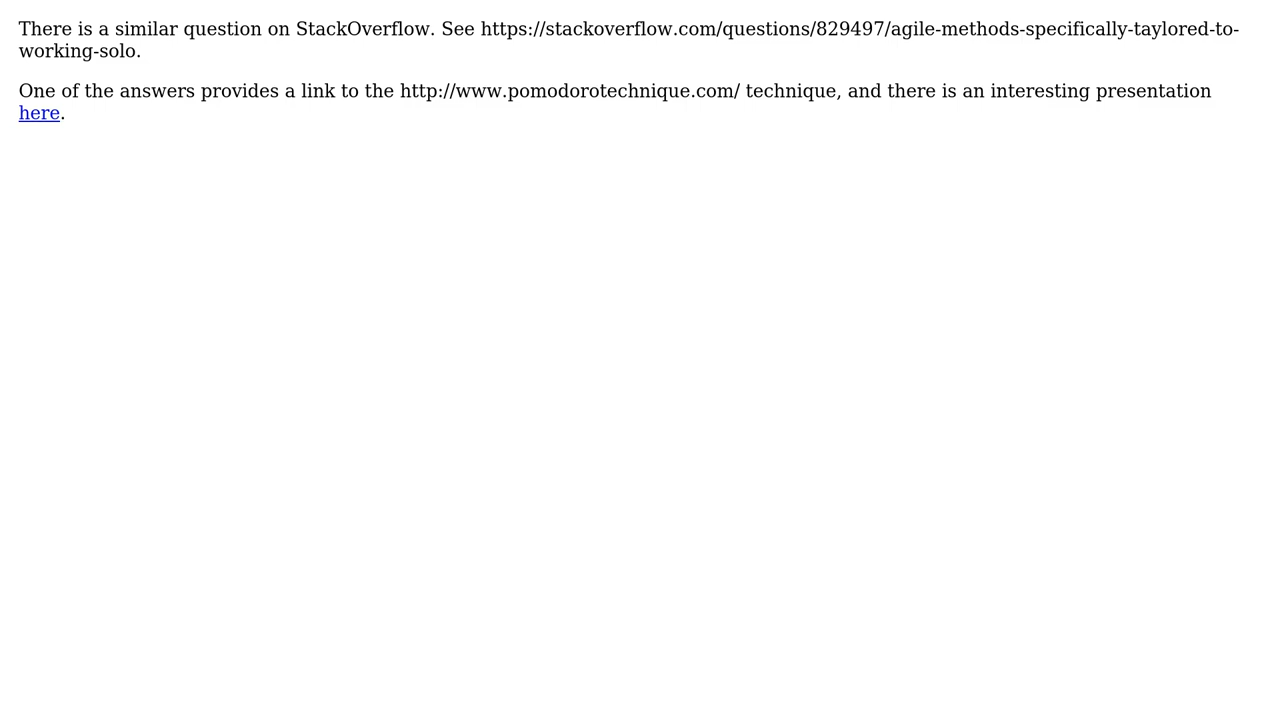 There is a similar question on StackOverflow. See https://stackoverflow.com/questions/829497/agile-methods-specifically-taylored-to-
working-solo.
One of the answers provides a link to the http://www.pomodorotechnique.com/ technique, and there is an interesting presentation
here.